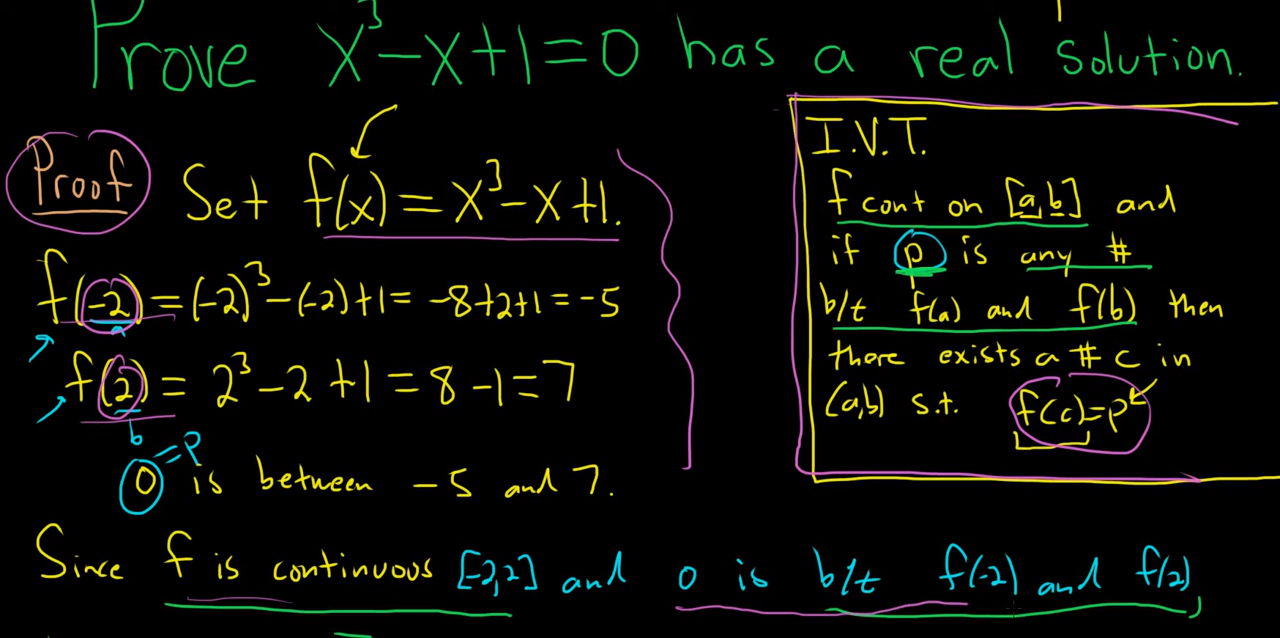 Prove x³-x+1=0 has a real solution.
Proof Set f(x)=x³-x+1.
f(-2)=(-2)³-(-2)+1=-8+2+1=-5
a
f(2)=2³-2+1=8-1=7
b
=P
0 is between -5 and 7.
Since f is continuous [-2,2] and 0 is b/t f(-2) and f(2)
I.V.T.
f cont on [a,b] and
if p is any #
b/t f(a) and f(b) then
there exists a # c in
(a,b) s.t. f(c)=p